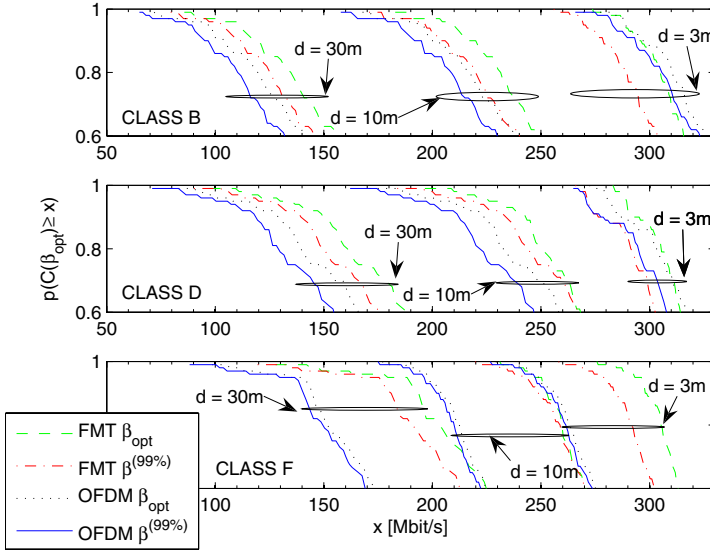 1
0.8
0.6
50
100
150
200
250
300
CLASS B
d = 30m
d = 10m
d = 3m
1
0.8
0.6
50
100
150
200
250
300
CLASS D
d = 30m
d = 10m
d = 3m
p(C(β_opt) ≥ x)
1
100
150
200
250
300
CLASS F
d = 30m
d = 10m
d = 3m
x [Mbit/s]
FMT β_opt
FMT β^(99%)
OFDM β_opt
OFDM β^(99%)